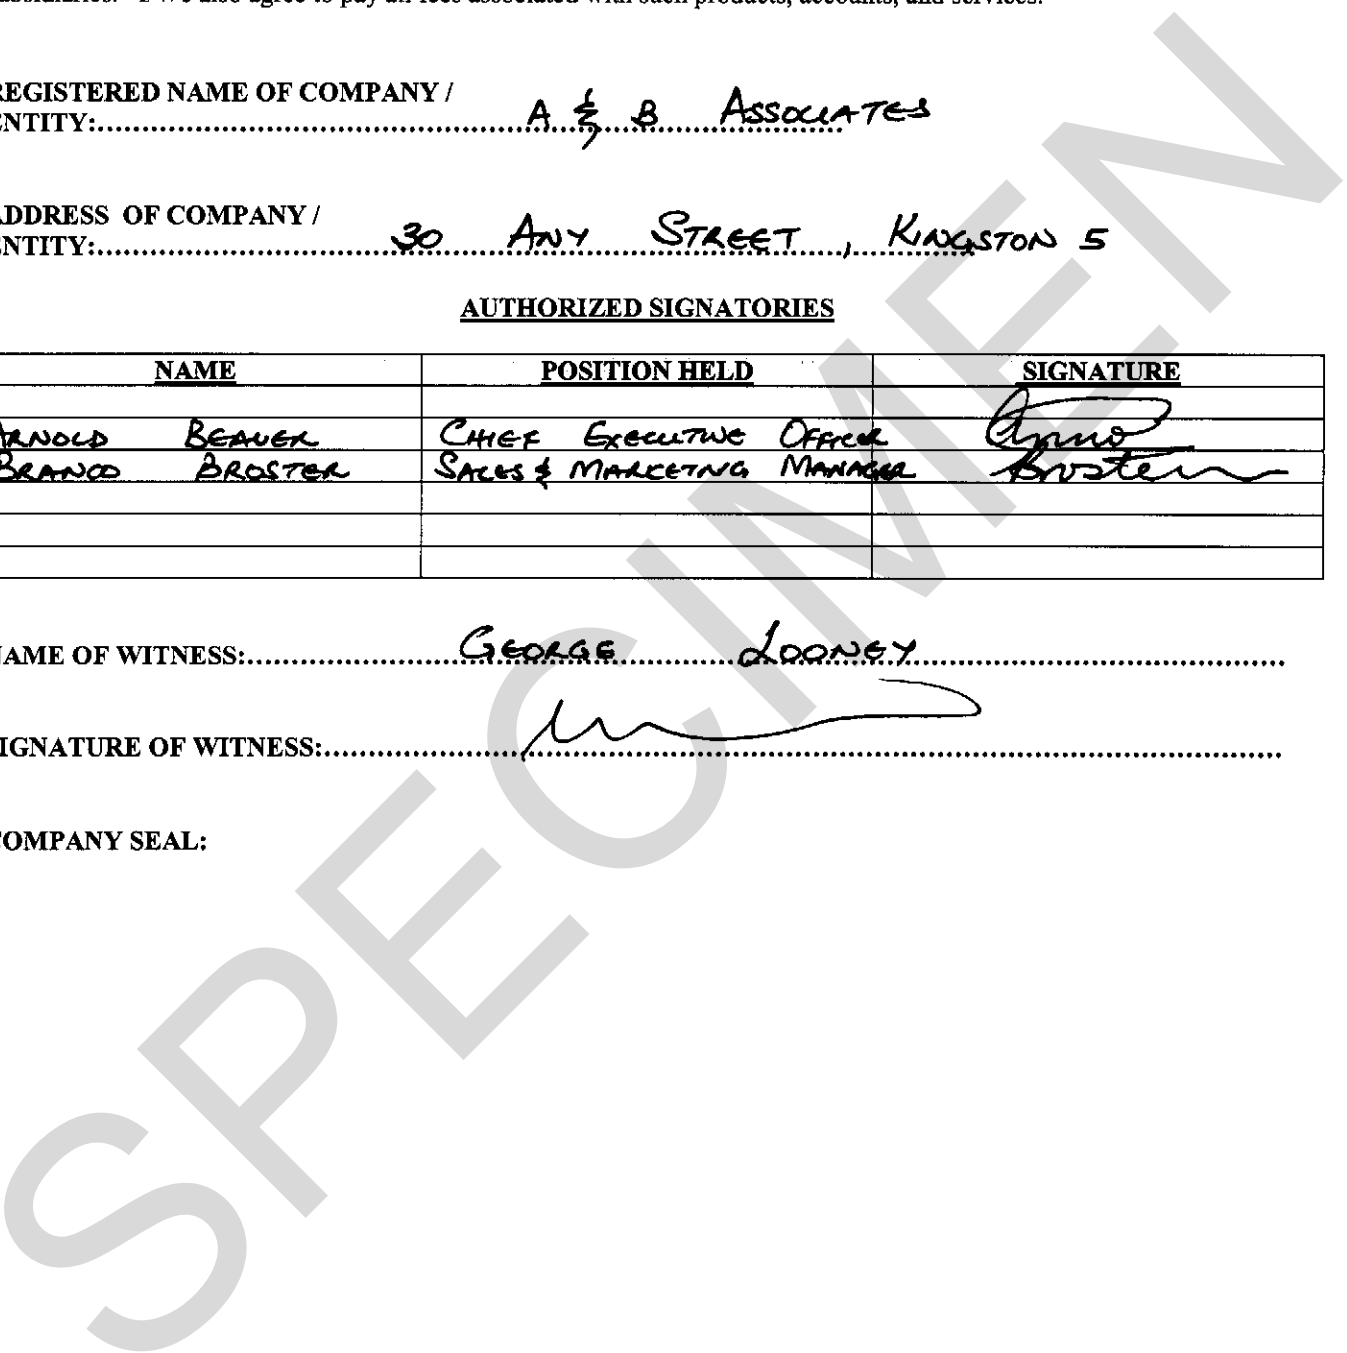 I/We also agree to pay all fees associated with such products, accounts, and services.
REGISTERED NAME OF COMPANY /
ENTITY:.......... A & B ASSOCIATES
ADDRESS OF COMPANY /
ENTITY:.......... 30 ANY STREET, KINGSTON 5
AUTHORIZED SIGNATORIES
NAME POSITION HELD SIGNATURE
ARNOLD BEAVER CHIEF EXECUTIVE OFFICER
BRANCO BROSTER SALES & MARKETING MANAGER Broster
NAME OF WITNESS:.......... GEORGE LOONEY
SIGNATURE OF WITNESS:..........
COMPANY SEAL:
SPECIMEN